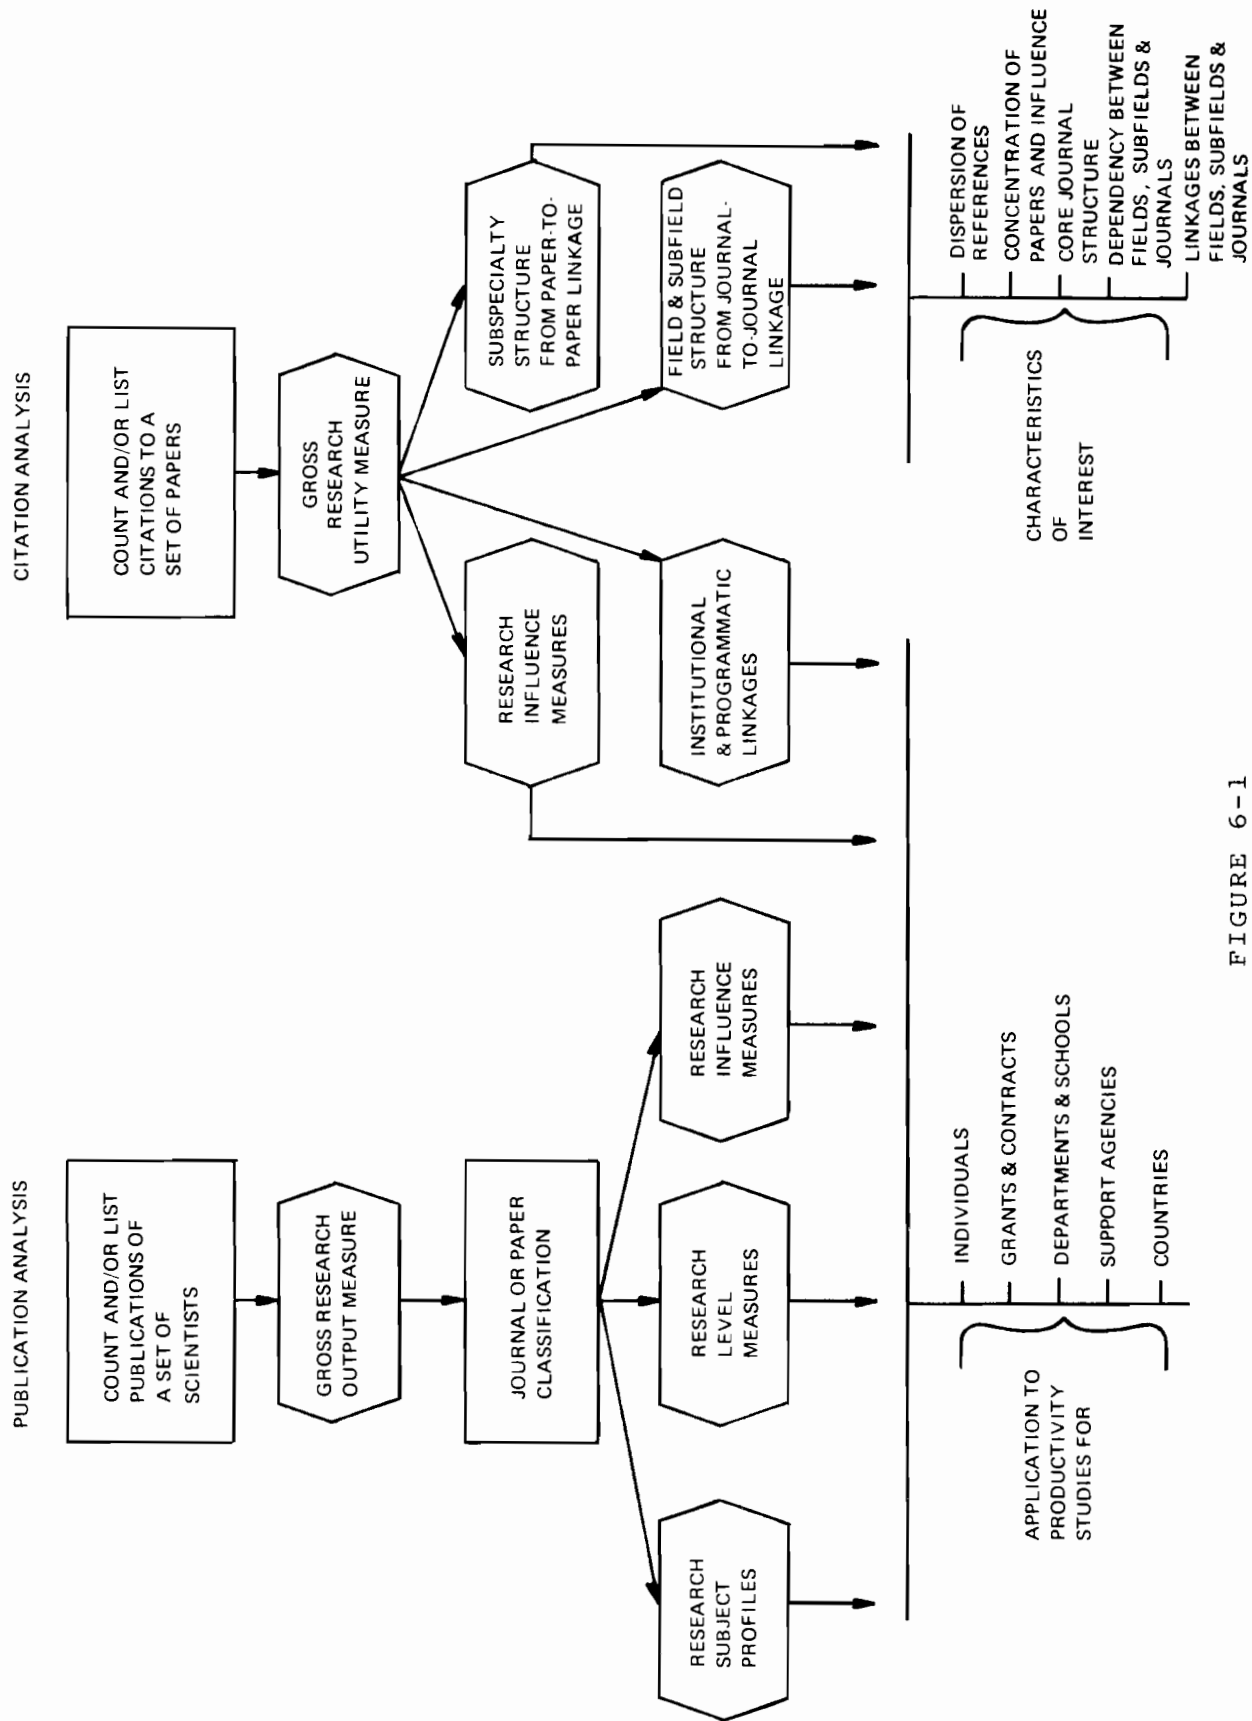 PUBLICATION ANALYSIS
COUNT AND/OR LIST
PUBLICATIONS OF
A SET OF
SCIENTISTS
GROSS RESEARCH
OUTPUT MEASURE
JOURNAL OR PAPER
CLASSIFICATION
RESEARCH
SUBJECT
PROFILES
RESEARCH
LEVEL
MEASURES
RESEARCH
INFLUENCE
MEASURES
CITATION ANALYSIS
COUNT AND/OR LIST
CITATIONS TO A
SET OF PAPERS
GROSS
RESEARCH
UTILITY MEASURE
RESEARCH
INFLUENCE
MEASURES
SUBSPECIALTY
STRUCTURE
FROM PAPER-TO-
PAPER LINKAGE
INSTITUTIONAL
& PROGRAMMATIC
LINKAGES
FIELD & SUBFIELD
STRUCTURE
FROM JOURNAL-
TO-JOURNAL
LINKAGE
APPLICATION TO
PRODUCTIVITY
STUDIES FOR
INDIVIDUALS
GRANTS & CONTRACTS
DEPARTMENTS & SCHOOLS
SUPPORT AGENCIES
COUNTRIES
CHARACTERISTICS
OF
INTEREST
DISPERSION OF
REFERENCES
CONCENTRATION OF
PAPERS AND INFLUENCE
CORE JOURNAL
STRUCTURE
DEPENDENCY BETWEEN
FIELDS, SUBFIELDS &
JOURNALS
LINKAGES BETWEEN
FIELDS, SUBFIELDS &
JOURNALS
FIGURE 6-1